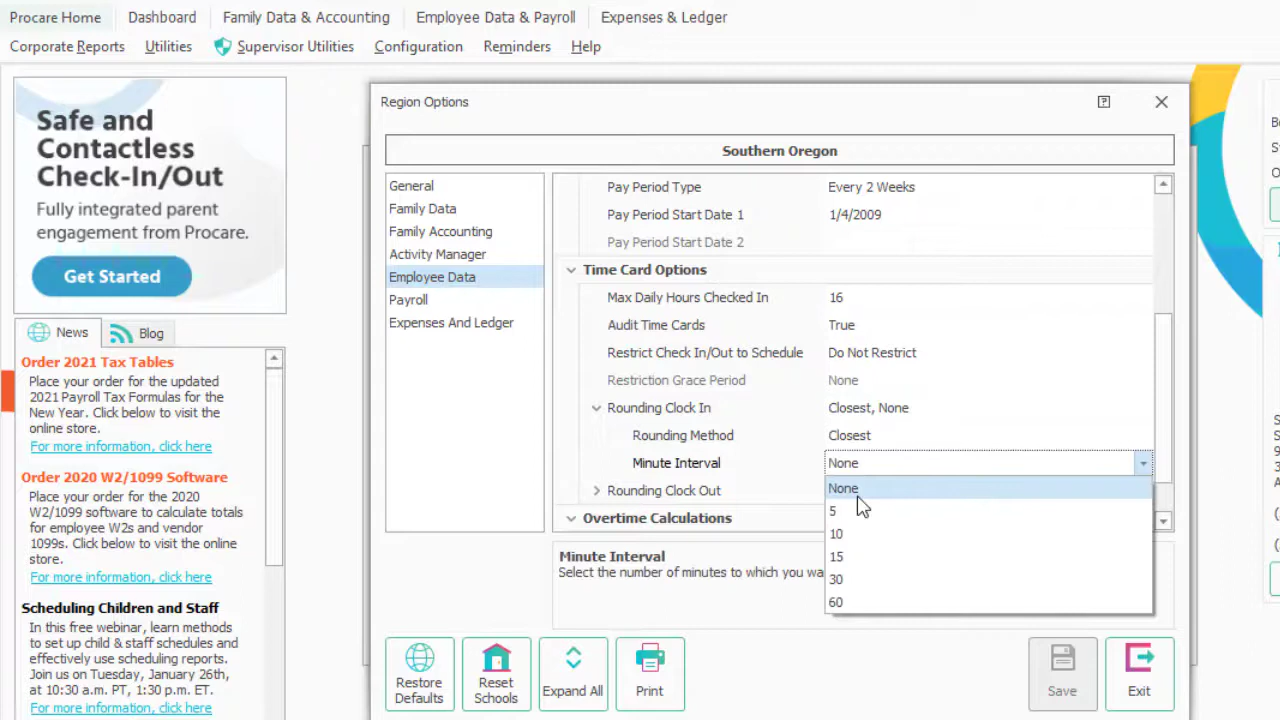 Procare Home
Dashboard
Family Data & Accounting
Employee Data & Payroll
Expenses & Ledger
Corporate Reports
Utilities
Supervisor Utilities
Configuration
Reminders
Help
Safe and
Contactless
Check-In/Out
Fully integrated parent
engagement from Procare.
Get Started
News
Blog
Order 2021 Tax Tables
Place your order for the updated
2021 Payroll Tax Formulas for the
New Year. Click below to visit the
online store.
For more information, click here
Order 2020 W2/1099 Software
Place your order for the 2020
W2/1099 software to calculate totals
for employee W2s and vendor
1099s. Click below to visit the online
store.
For more information, click here
Scheduling Children and Staff
In this free webinar, learn methods
to set up child & staff schedules and
effectively use scheduling reports.
Join us on Tuesday, January 26th,
at 10:30 a.m. PT, 1:30 p.m. ET.
For more information, click here
Region Options
Southern Oregon
General
Family Data
Family Accounting
Activity Manager
Employee Data
Payroll
Expenses And Ledger
Pay Period Type Every 2 Weeks
Pay Period Start Date 1 1/4/2009
Pay Period Start Date 2
Time Card Options
Max Daily Hours Checked In 16
Audit Time Cards True
Restrict Check In/Out to Schedule Do Not Restrict
Restriction Grace Period None
Rounding Clock In Closest, None
Rounding Method Closest
Minute Interval None
None
5
10
15
30
60
Rounding Clock Out
Overtime Calculations
Minute Interval
Select the number of minutes to which you wa
Restore
Defaults
Reset
Schools
Expand All
Print
Save
Exit